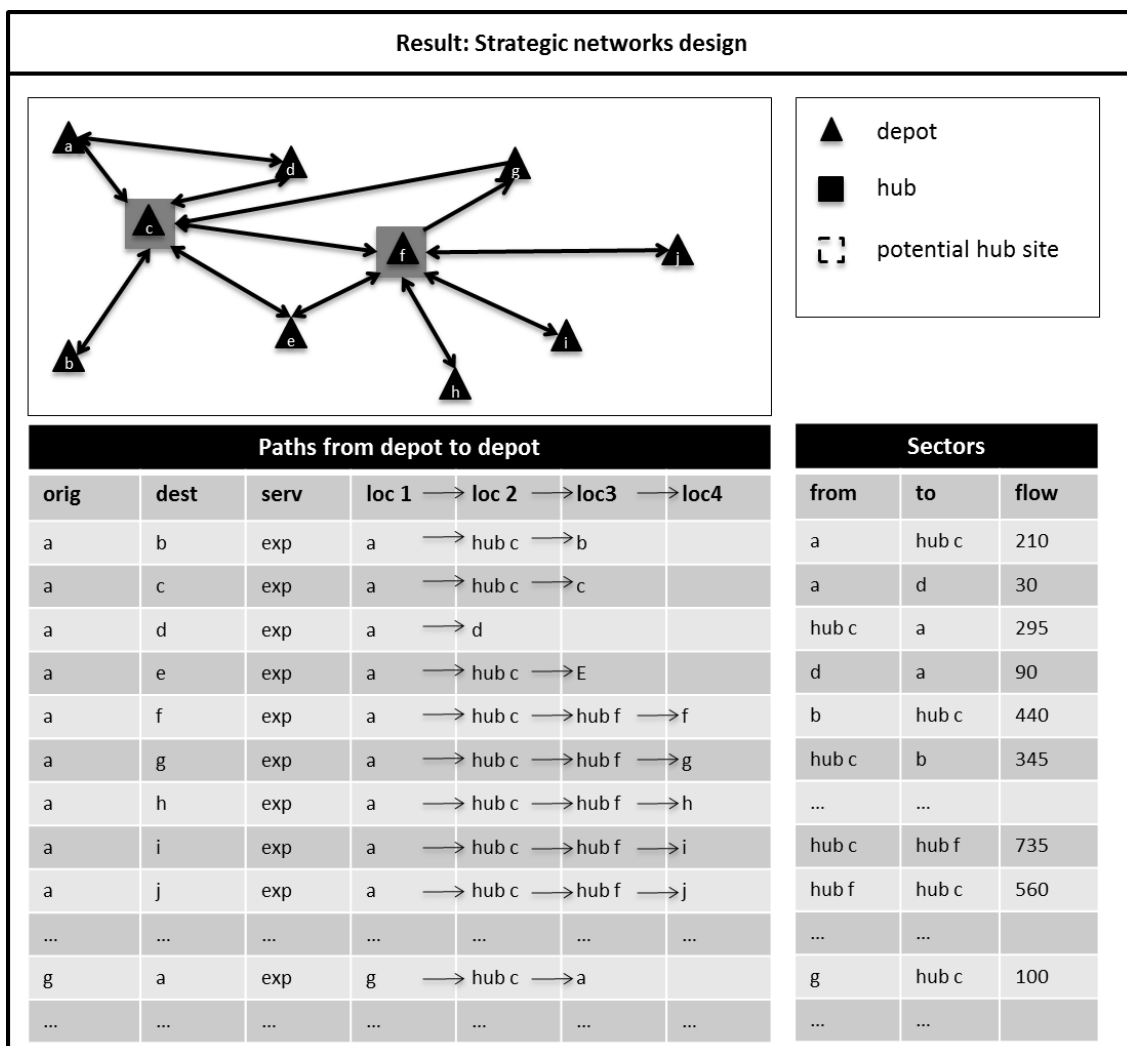 Result: Strategic networks design
a
d
g
c
f
j
b
e
i
h
depot
hub
potential hub site
Paths from depot to depot
orig dest serv loc 1 loc 2 loc3 loc4
a b exp a hub c b
a c exp a hub c c
a d exp a d
a e exp a hub c E
a f exp a hub c hub f f
a g exp a hub c hub f g
a h exp a hub c hub f h
a i exp a hub c hub f i
a j exp a hub c hub f j
... ... ... ... ... ... ...
g a exp g hub c a
... ... ... ... ... ... ...
Sectors
from to flow
a hub c 210
a d 30
hub c a 295
d a 90
b hub c 440
hub c b 345
... ...
hub c hub f 735
hub f hub c 560
... ...
g hub c 100
... ...